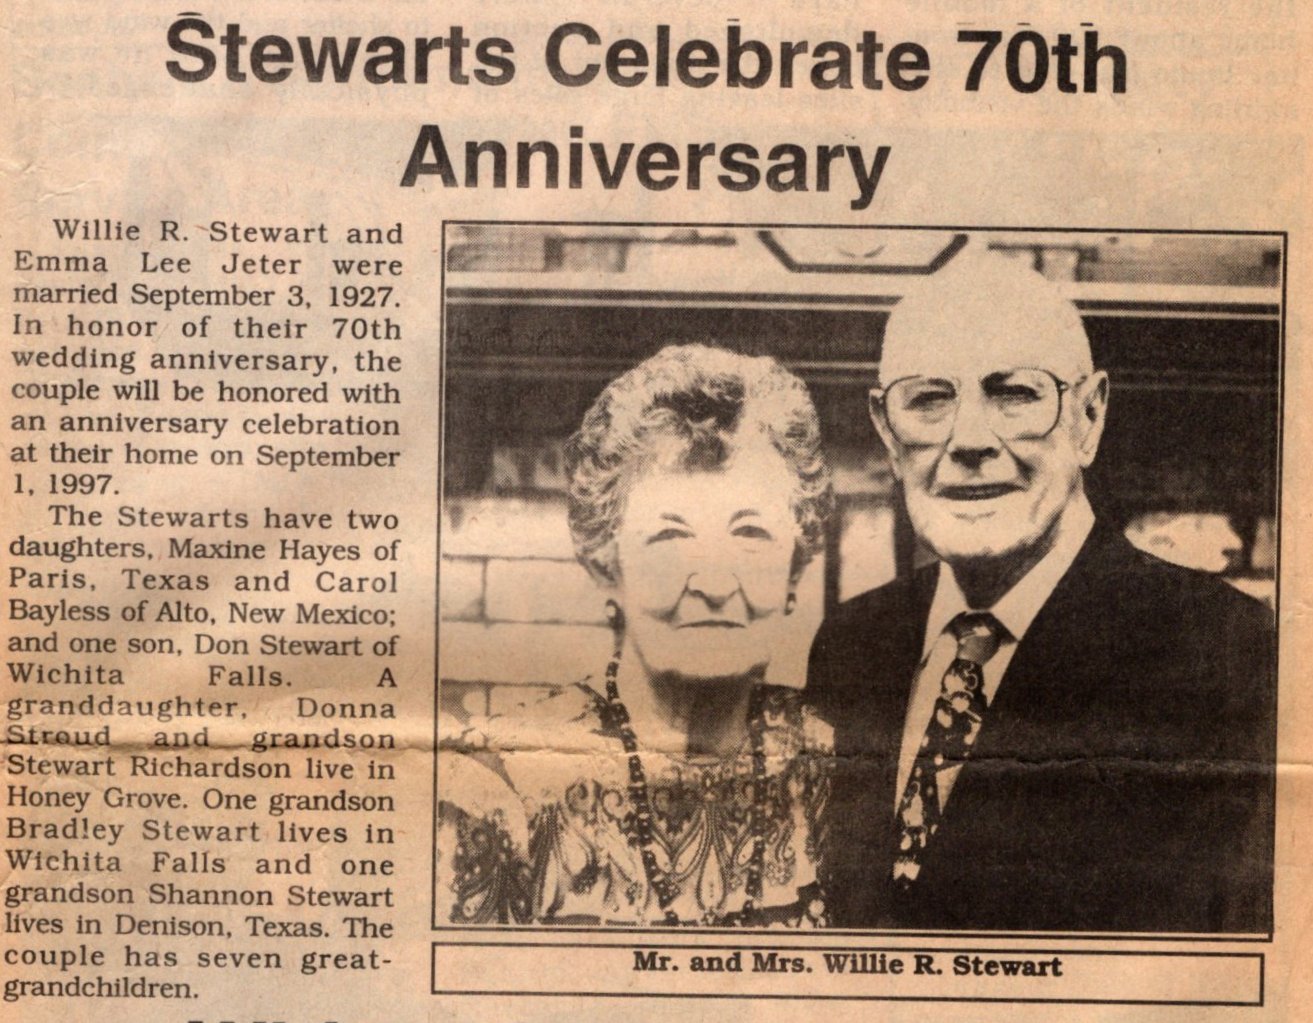 Stewarts Celebrate 70th
Anniversary
Willie R. Stewart and
Emma Lee Jeter were
married September 3, 1927.
In honor of their 70th
wedding anniversary, the
couple will be honored with
an anniversary celebration
at their home on September
1, 1997.
The Stewarts have two
daughters, Maxine Hayes of
Paris, Texas and Carol
Bayless of Alto, New Mexico;
and one son, Don Stewart of
Wichita Falls. A
granddaughter, Donna
Stroud and grandson
Stewart Richardson live in
Honey Grove. One grandson
Bradley Stewart lives in
Wichita Falls and one
grandson Shannon Stewart
lives in Denison, Texas. The
couple has seven great-
grandchildren.
Mr. and Mrs. Willie R. Stewart